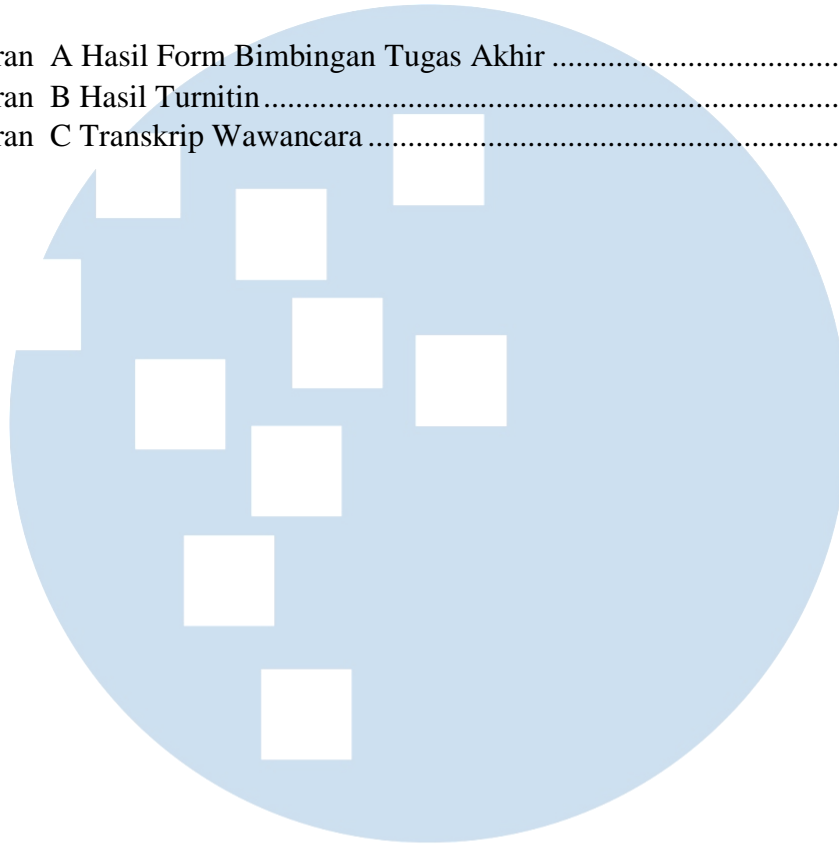 ran A Hasil Form Bimbingan Tugas Akhir ....................................
ran B Hasil Turnitin........................................................................
ran C Transkrip Wawancara ...........................................................